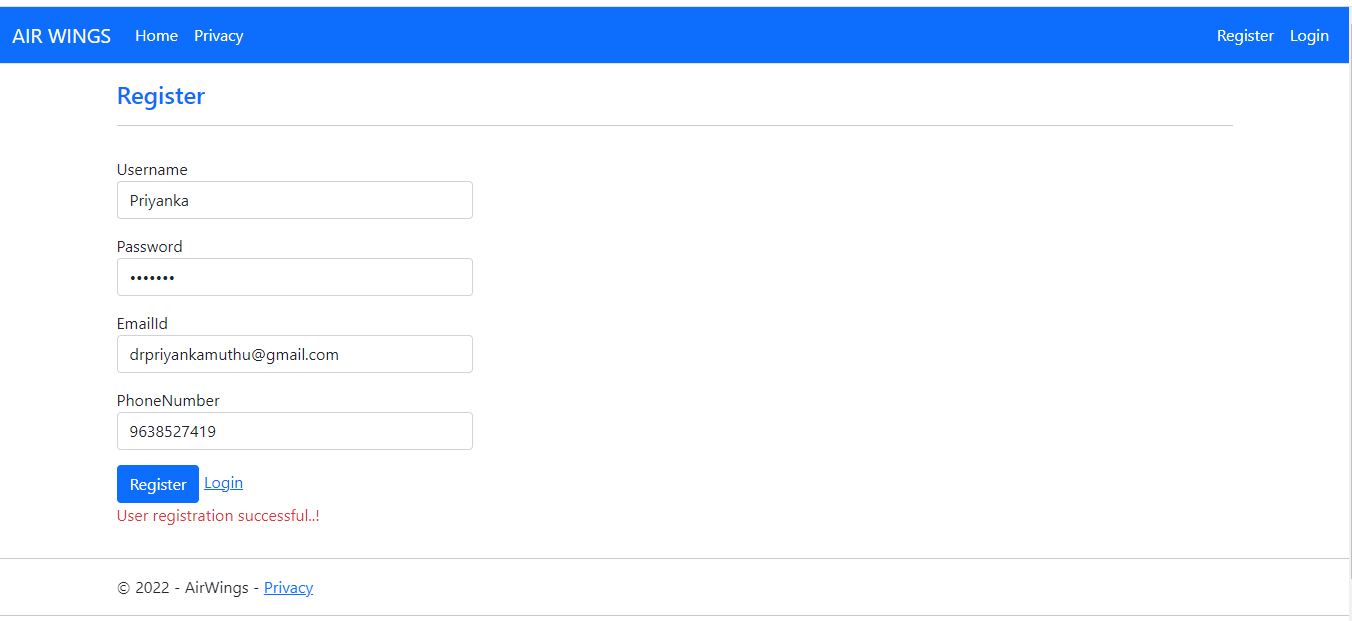 AIR WINGS Home Privacy Register Login
Register
Username
Priyanka
Password
•••••••
EmailId
drpriyankamuthu@gmail.com
PhoneNumber
9638527419
Register Login
User registration successful..!
© 2022 - AirWings - Privacy